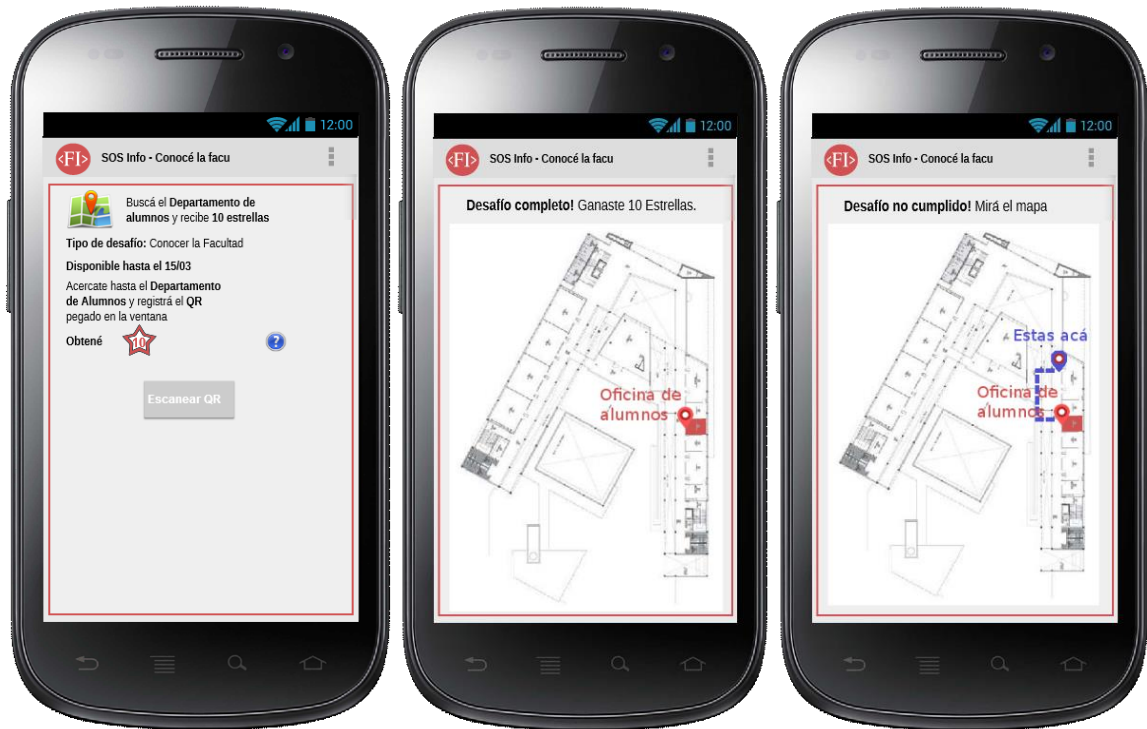 12:00
<FI> SOS Info - Conocé la facu
Buscá el Departamento de
alumnos y recibe 10 estrellas
Tipo de desafío: Conocer la Facultad
Disponible hasta el 15/03
Acercate hasta el Departamento
de Alumnos y registrá el QR
pegado en la ventana
Obtené 10 ?
Escanear QR
12:00
<FI> SOS Info - Conocé la facu
Desafío completo! Ganaste 10 Estrellas.
Oficina de
alumnos
12:00
<FI> SOS Info - Conocé la facu
Desafío no cumplido! Mirá el mapa
Estas acá
Oficina de
alumnos